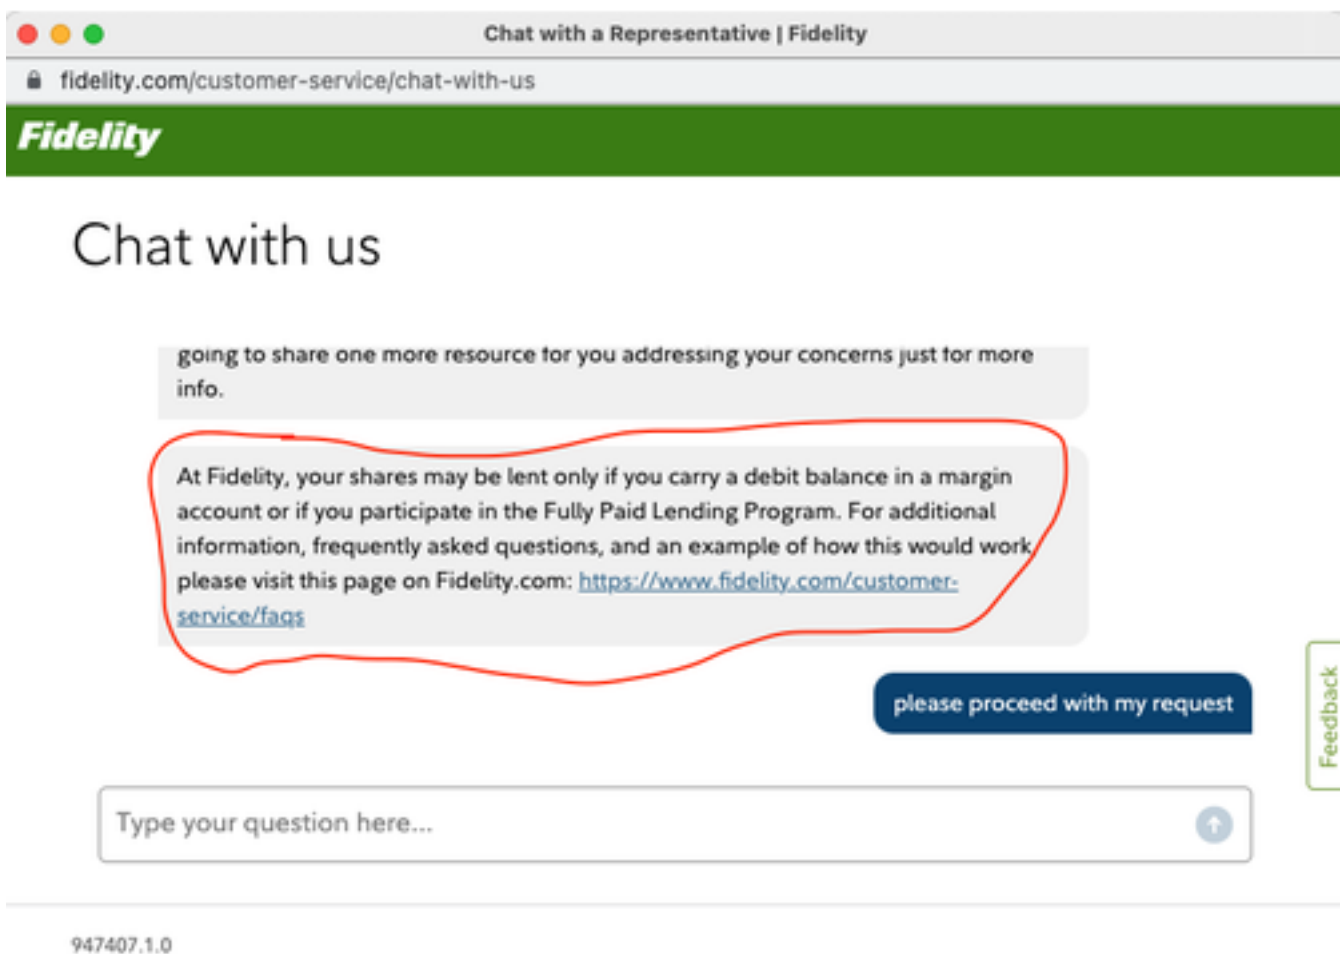 Chat with a Representative | Fidelity
fidelity.com/customer-service/chat-with-us
Fidelity
Chat with us
going to share one more resource for you addressing your concerns just for more
info.
At Fidelity, your shares may be lent only if you carry a debit balance in a margin
account or if you participate in the Fully Paid Lending Program. For additional
information, frequently asked questions, and an example of how this would work
please visit this page on Fidelity.com: https://www.fidelity.com/customer-
service/faqs
please proceed with my request
Feedback
Type your question here...
947407.1.0